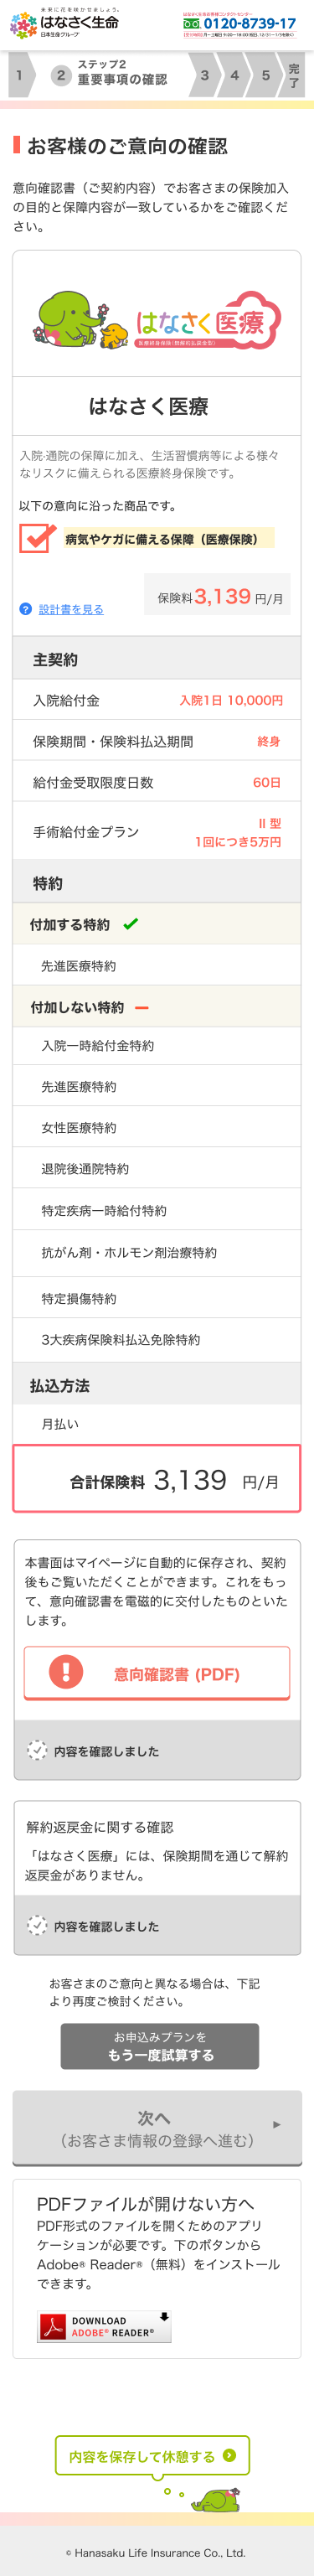 未来に花を咲かせましょう。
はなさく生命
日本生命グループ
はなさく生命お客様コンタクトセンター
0120-8739-17
1
2
ステップ2
重要事項の確認
3
4
5
完了
お客様のご意向の確認
意向確認書（ご契約内容）でお客さまの保険加入
の目的と保障内容が一致しているかをご確認くだ
さい。
はなさく医療
医療終身保険(無解約払戻金型)
はなさく医療
入院·通院の保障に加え、生活習慣病等による様々
なリスクに備えられる医療終身保険です。
以下の意向に沿った商品です。
病気やケガに備える保障（医療保険）
保険料3,139 円/月
? 設計書を見る
主契約
入院給付金 入院1日 10,000円
保険期間・保険料払込期間 終身
給付金受取限度日数 60日
手術給付金プラン II 型
1回につき5万円
特約
付加する特約
先進医療特約
付加しない特約
入院一時給付金特約
先進医療特約
女性医療特約
退院後通院特約
特定疾病一時給付特約
抗がん剤・ホルモン剤治療特約
特定損傷特約
3大疾病保険料払込免除特約
払込方法
月払い
合計保険料 3,139 円/月
本書面はマイページに自動的に保存され、契約
後もご覧いただくことができます。これをもっ
て、意向確認書を電磁的に交付したものといた
します。
意向確認書 (PDF)
内容を確認しました
解約返戻金に関する確認
「はなさく医療」には、保険期間を通じて解約
返戻金がありません。
内容を確認しました
お客さまのご意向と異なる場合は、下記
より再度ご検討ください。
お申込みプランを
もう一度試算する
次へ
（お客さま情報の登録へ進む）
PDFファイルが開けない方へ
PDF形式のファイルを開くためのアプリ
ケーションが必要です。下のボタンから
Adobe® Reader®（無料）をインストール
できます。
DOWNLOAD
ADOBE® READER®
内容を保存して休憩する
© Hanasaku Life Insurance Co., Ltd.